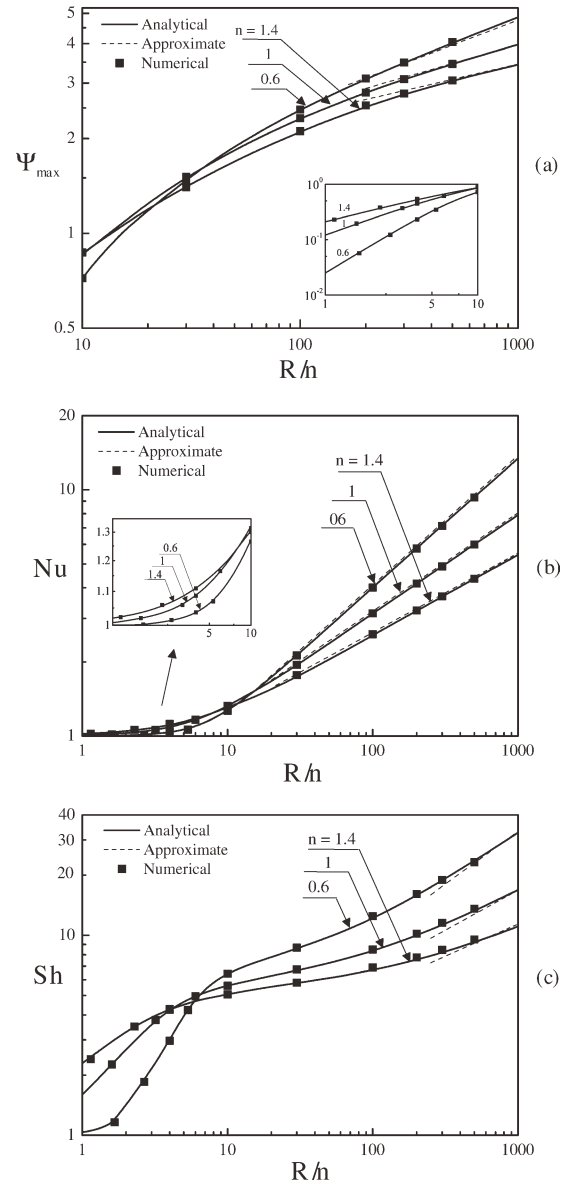 5
4
3
2
1
0.5
Ψmax
Analytical
Approximate
Numerical
n = 1.4
1
0.6
10⁰
10⁻¹
10⁻²
1.4
1
0.6
1
5
10
10
100
1000
R/n
(a)
20
10
1
Nu
Analytical
Approximate
Numerical
n = 1.4
1
06
1.3
1.2
1.1
1
0.6
1
1.4
5
10
1
10
100
1000
R/n
(b)
40
30
20
10
1
Sh
Analytical
Approximate
Numerical
n = 1.4
1
0.6
1
10
100
1000
R/n
(c)